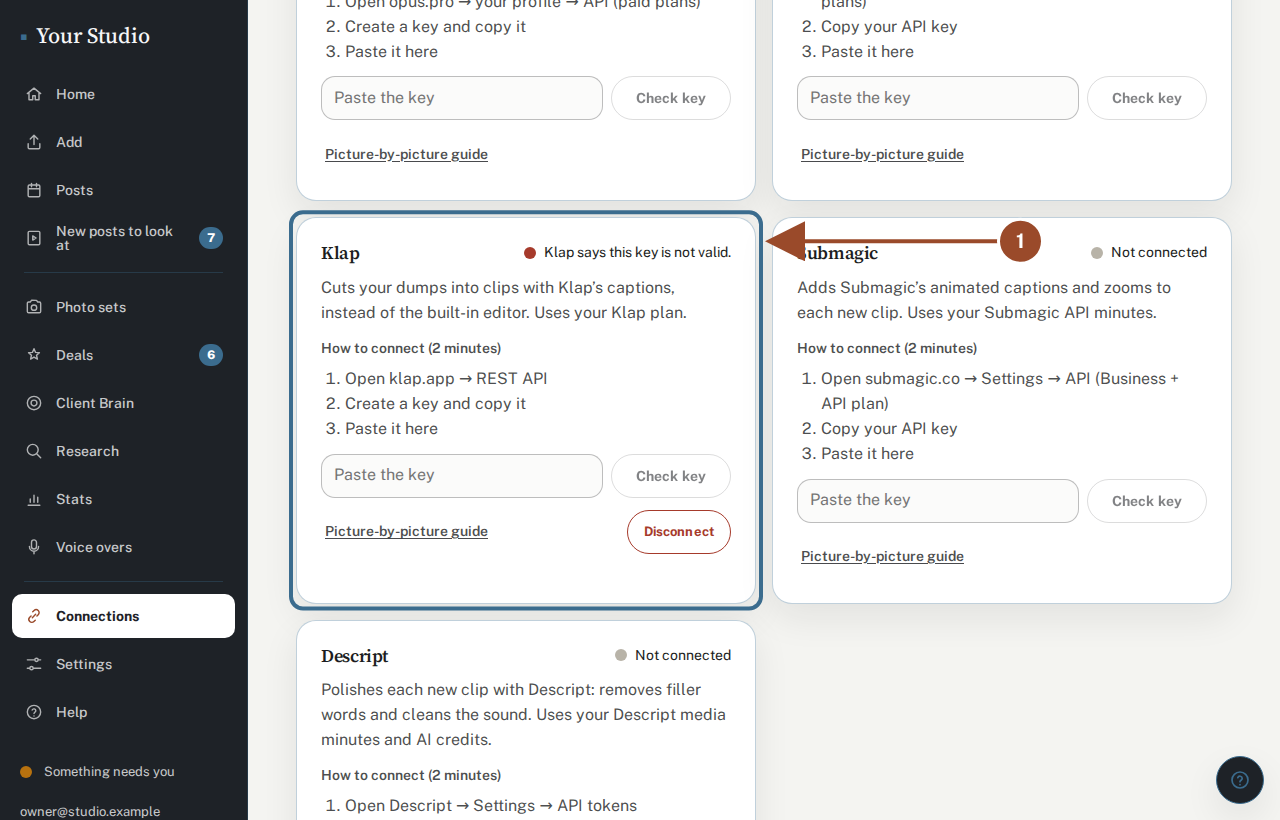 Your Studio
Home
Add
Posts
New posts to look
at
7
Photo sets
Deals
6
Client Brain
Research
Stats
Voice overs
Connections
Settings
Help
Something needs you
owner@studio.example
1. Open opus.pro → your profile → API (paid plans)
2. Create a key and copy it
3. Paste it here
Paste the key
Check key
Picture-by-picture guide
plans)
2. Copy your API key
3. Paste it here
Paste the key
Check key
Picture-by-picture guide
Klap
Klap says this key is not valid.
Cuts your dumps into clips with Klap's captions,
instead of the built-in editor. Uses your Klap plan.
How to connect (2 minutes)
1. Open klap.app → REST API
2. Create a key and copy it
3. Paste it here
Paste the key
Check key
Picture-by-picture guide
Disconnect
1
Submagic
Not connected
Adds Submagic's animated captions and zooms to
each new clip. Uses your Submagic API minutes.
How to connect (2 minutes)
1. Open submagic.co → Settings → API (Business +
API plan)
2. Copy your API key
3. Paste it here
Paste the key
Check key
Picture-by-picture guide
Descript
Not connected
Polishes each new clip with Descript: removes filler
words and cleans the sound. Uses your Descript media
minutes and AI credits.
How to connect (2 minutes)
1. Open Descript → Settings → API tokens